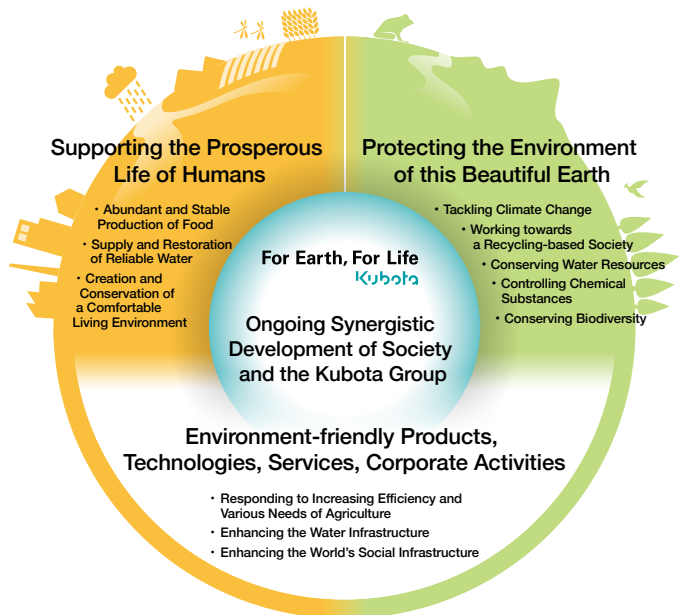 Supporting the Prosperous
Life of Humans
・Abundant and Stable
Production of Food
・Supply and Restoration
of Reliable Water
・Creation and
Conservation of
a Comfortable
Living Environment
Protecting the Environment
of this Beautiful Earth
・Tackling Climate Change
・Working towards
a Recycling-based Society
・Conserving Water Resources
・Controlling Chemical
Substances
・Conserving Biodiversity
For Earth, For Life
Kubota
Ongoing Synergistic
Development of Society
and the Kubota Group
Environment-friendly Products,
Technologies, Services, Corporate Activities
・Responding to Increasing Efficiency and
Various Needs of Agriculture
・Enhancing the Water Infrastructure
・Enhancing the World's Social Infrastructure